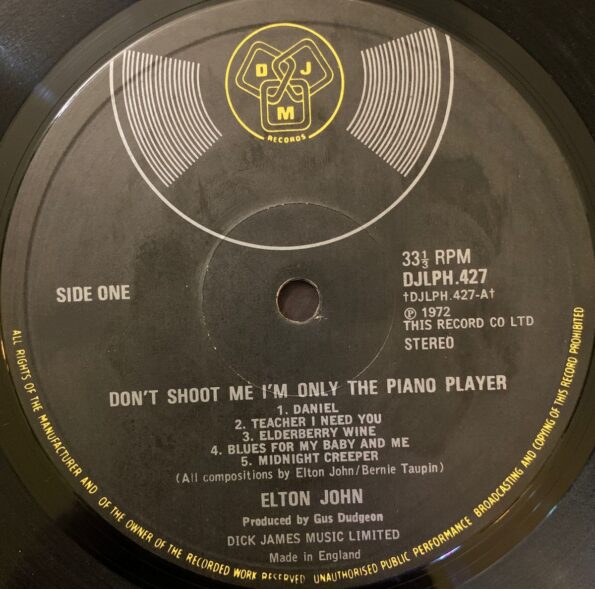 D J
M
RECORDS
SIDE ONE
33⅓ RPM
DJLPH.427
†DJLPH.427-A†
℗ 1972
THIS RECORD CO LTD
STEREO
DON'T SHOOT ME I'M ONLY THE PIANO PLAYER
1. DANIEL
2. TEACHER I NEED YOU
3. ELDERBERRY WINE
4. BLUES FOR MY BABY AND ME
5. MIDNIGHT CREEPER
(All compositions by Elton John/Bernie Taupin)
ELTON JOHN
Produced by Gus Dudgeon
DICK JAMES MUSIC LIMITED
Made in England
ALL RIGHTS OF THE MANUFACTURER AND OF THE OWNER OF THE RECORDED WORK RESERVED UNAUTHORISED PUBLIC PERFORMANCE BROADCASTING AND COPYING OF THIS RECORD PROHIBITED